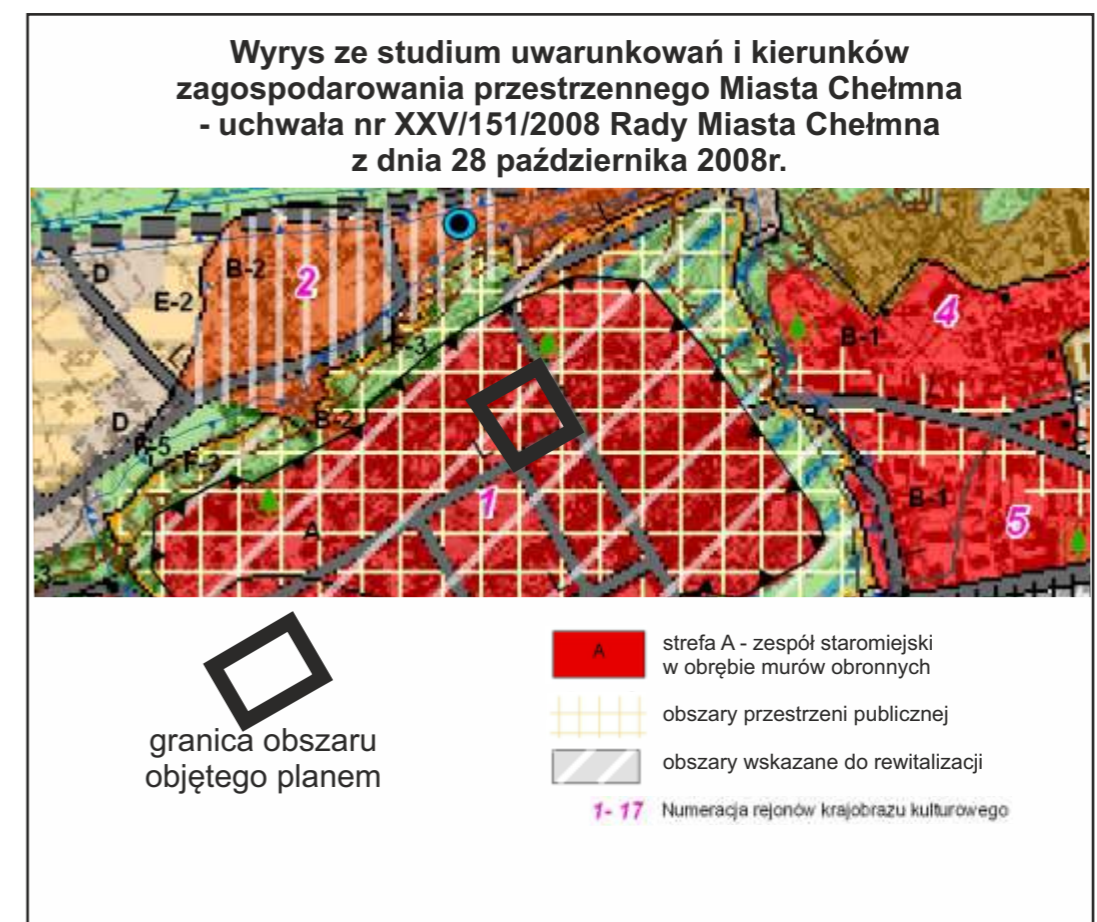 Wyrys ze studium uwarunkowań i kierunków
zagospodarowania przestrzennego Miasta Chełmna
- uchwała nr XXV/151/2008 Rady Miasta Chełmna
z dnia 28 października 2008r.
D
E-2
B-2
2
4
B-1
D
B-2
1
A
B-1
5
granica obszaru
objętego planem
A
strefa A - zespół staromiejski
w obrębie murów obronnych
obszary przestrzeni publicznej
obszary wskazane do rewitalizacji
1- 17 Numeracja rejonów krajobrazu kulturowego